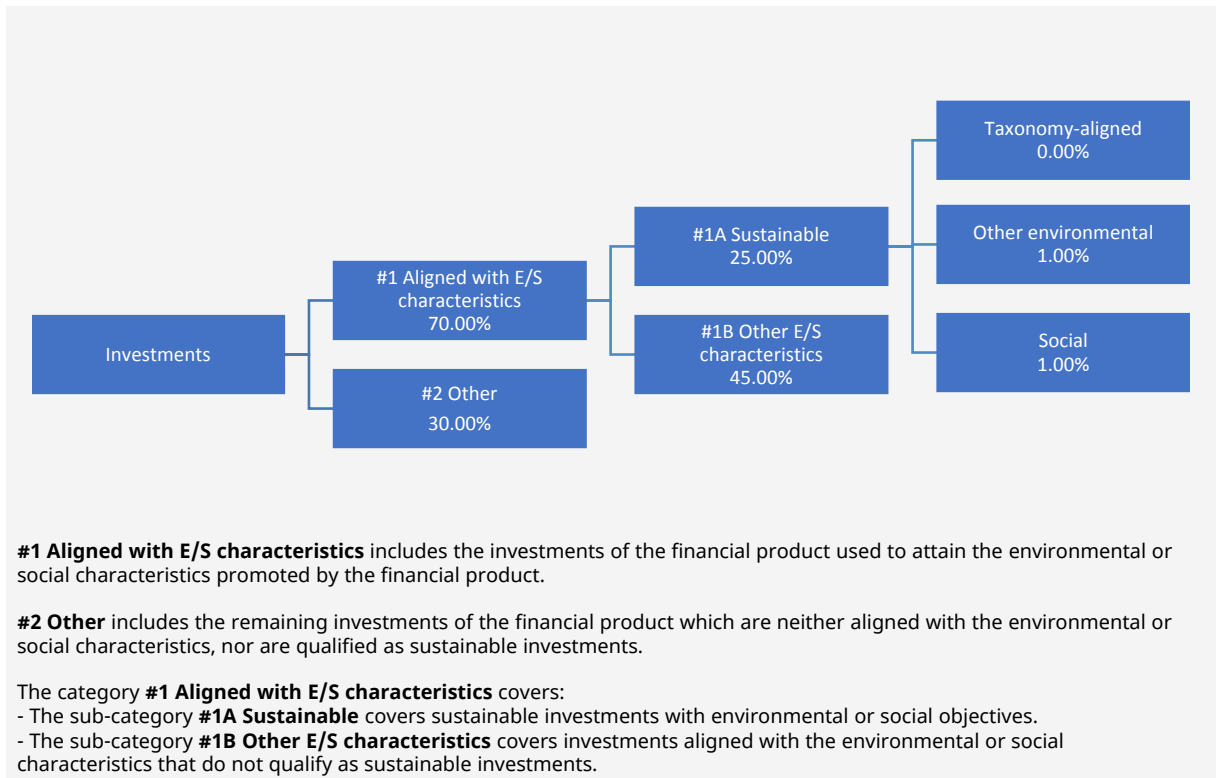 Investments
#1 Aligned with E/S
characteristics
70.00%
#2 Other
30.00%
#1A Sustainable
25.00%
#1B Other E/S
characteristics
45.00%
Taxonomy-aligned
0.00%
Other environmental
1.00%
Social
1.00%
#1 Aligned with E/S characteristics includes the investments of the financial product used to attain the environmental or
social characteristics promoted by the financial product.
#2 Other includes the remaining investments of the financial product which are neither aligned with the environmental or
social characteristics, nor are qualified as sustainable investments.
The category #1 Aligned with E/S characteristics covers:
- The sub-category #1A Sustainable covers sustainable investments with environmental or social objectives.
- The sub-category #1B Other E/S characteristics covers investments aligned with the environmental or social
characteristics that do not qualify as sustainable investments.